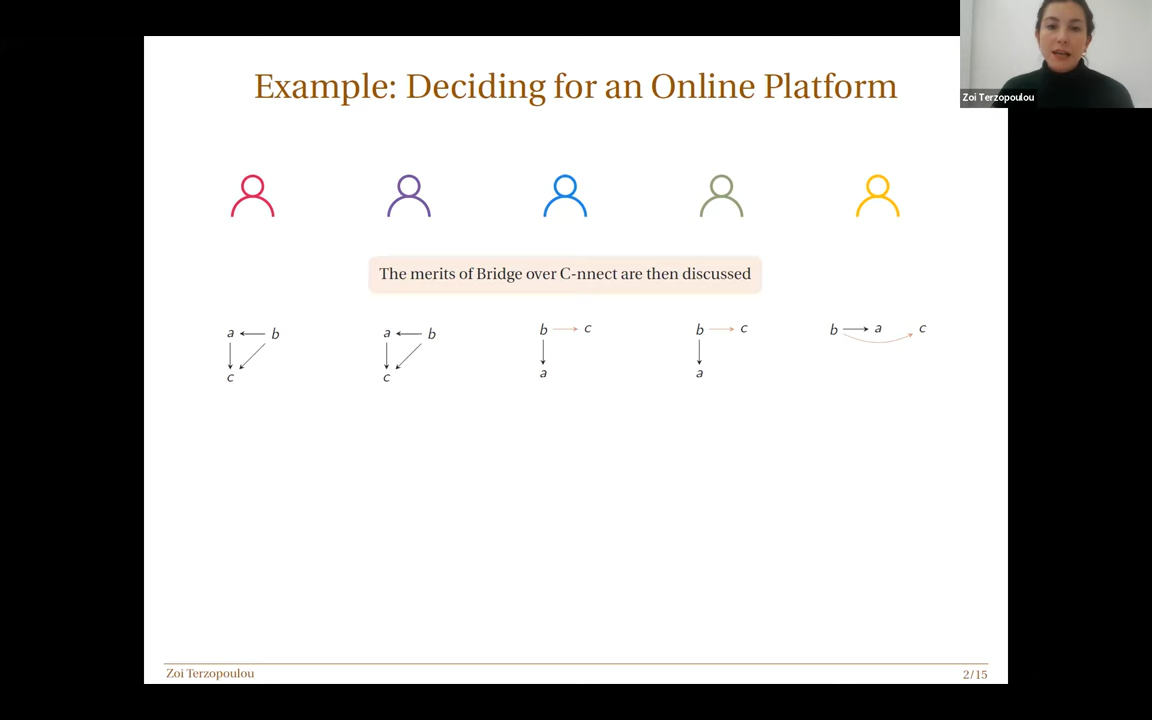 Example: Deciding for an Online Platform
Zoi Terzopoulou
The merits of Bridge over C-nnect are then discussed
a b
c
a b
c
b c
a
b c
a
b a c
Zoi Terzopoulou
2/15